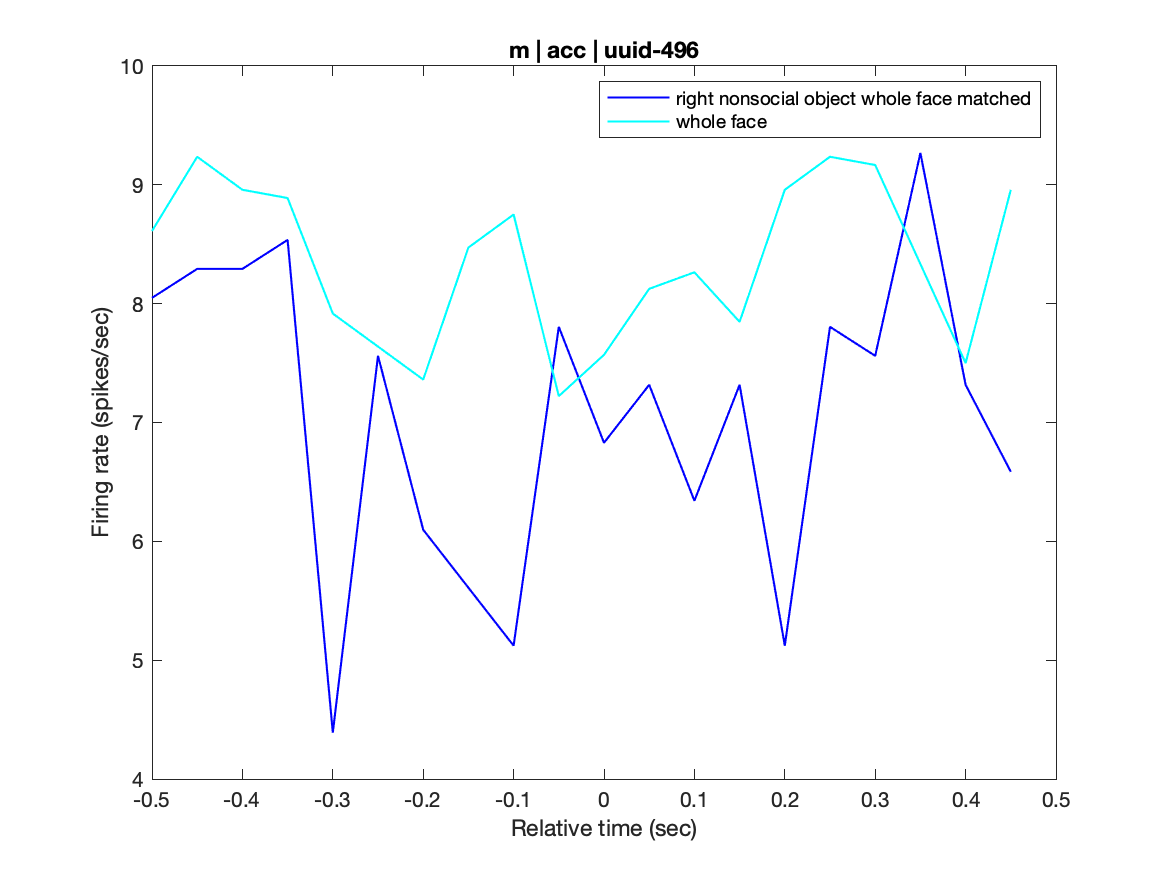 m | acc | uuid-496
right nonsocial object whole face matched
whole face
10
9
8
7
6
5
4
Firing rate (spikes/sec)
-0.5 -0.4 -0.3 -0.2 -0.1 0 0.1 0.2 0.3 0.4 0.5
Relative time (sec)